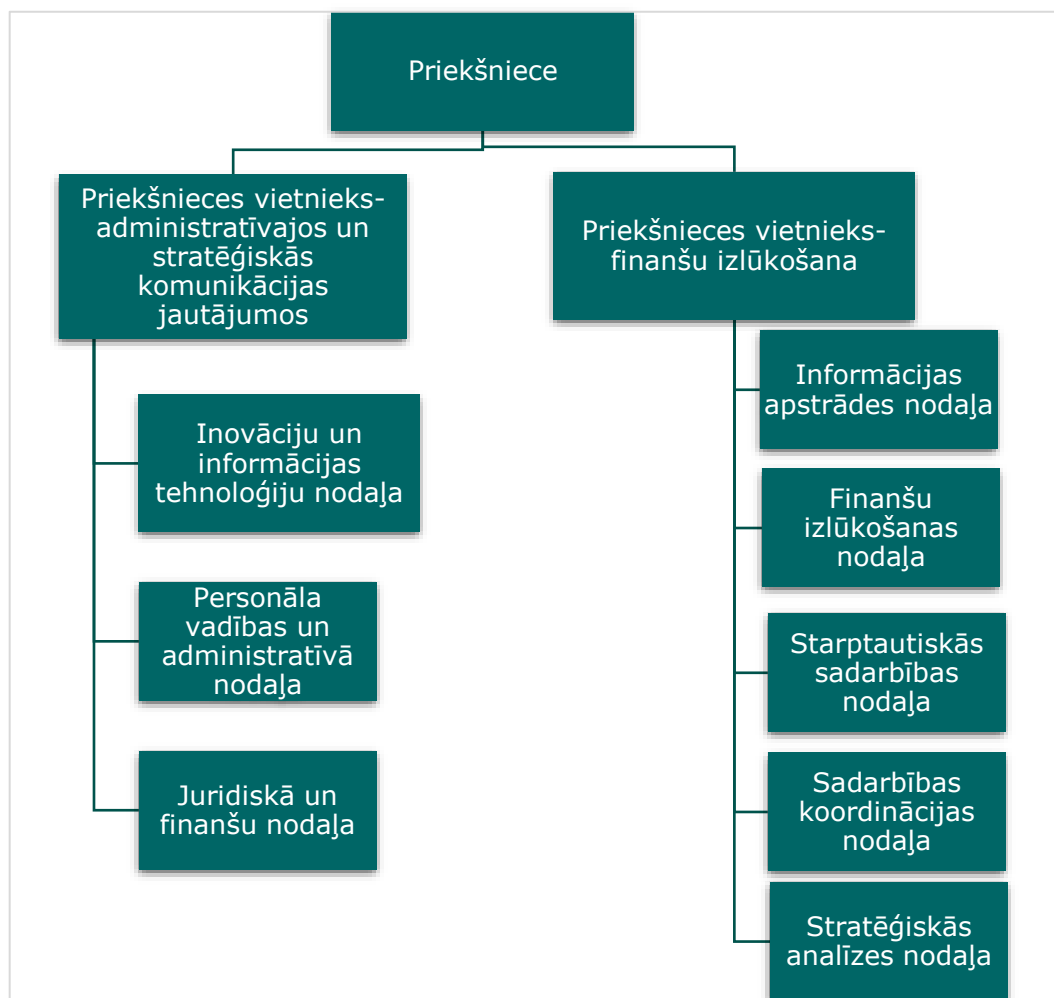 Priekšniece
Priekšnieces vietnieks-
administratīvajos un
stratēģiskās
komunikācijas
jautājumos
Priekšnieces vietnieks-
finanšu izlūkošana
Inovāciju un
informācijas
tehnoloģiju nodaļa
Personāla
vadības un
administratīvā
nodaļa
Juridiskā un
finanšu nodaļa
Informācijas
apstrādes nodaļa
Finanšu
izlūkošanas
nodaļa
Starptautiskās
sadarbības
nodaļa
Sadarbības
koordinācijas
nodaļa
Stratēģiskās
analīzes nodaļa